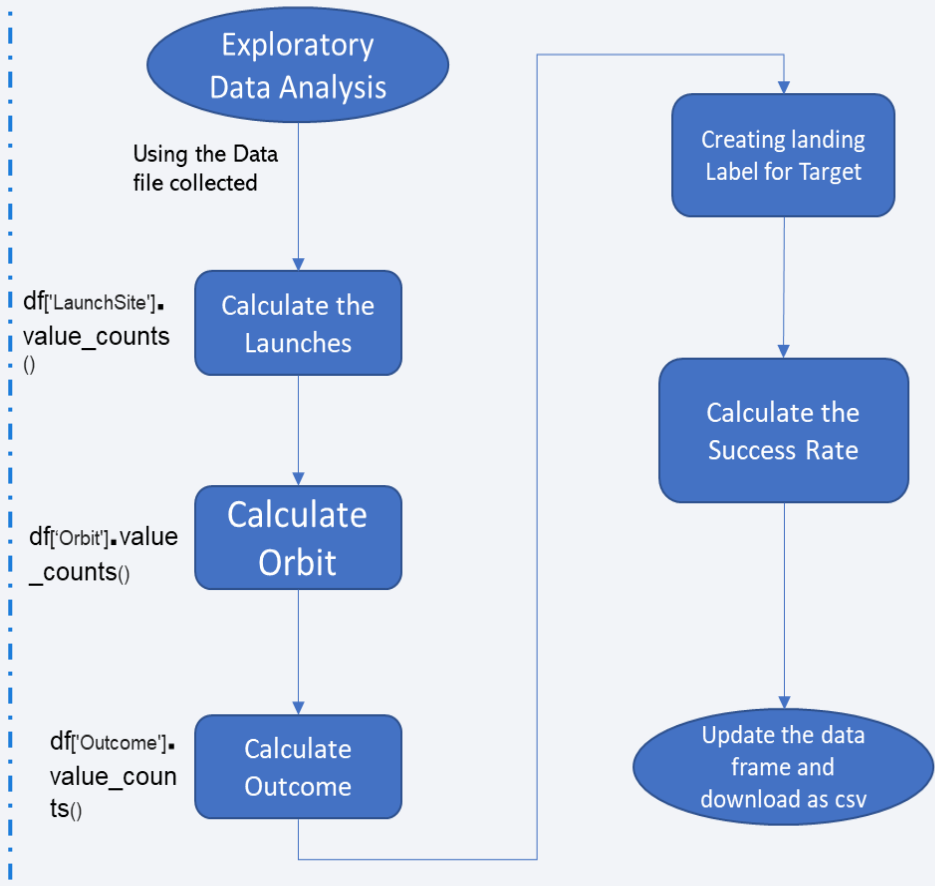 Exploratory
Data Analysis
Using the Data
file collected
df['LaunchSite'].
value_counts
()
Calculate the
Launches
df['Orbit'].value
_counts()
Calculate
Orbit
df['Outcome'].
value_coun
ts()
Calculate
Outcome
Creating landing
Label for Target
Calculate the
Success Rate
Update the data
frame and
download as csv